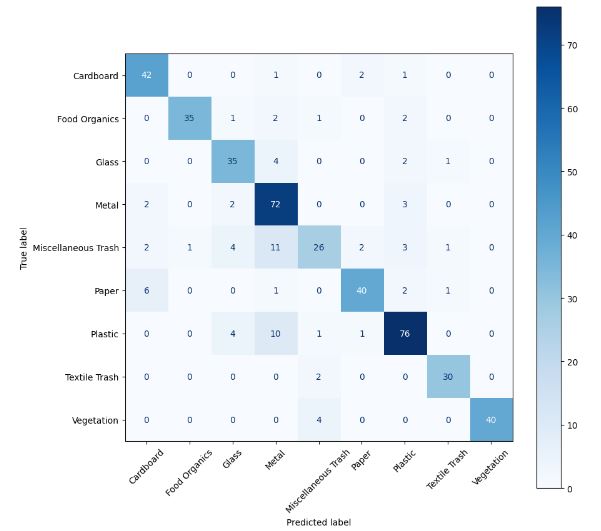 Cardboard 42 0 0 1 0 2 1 0 0
Food Organics 0 35 1 2 1 0 2 0 0
Glass 0 0 35 4 0 0 2 1 0
Metal 2 0 2 72 0 0 3 0 0
Miscellaneous Trash 2 1 4 11 26 2 3 1 0
Paper 6 0 0 1 0 40 2 1 0
Plastic 0 0 4 10 1 1 76 0 0
Textile Trash 0 0 0 0 2 0 0 30 0
Vegetation 0 0 0 0 4 0 0 0 40
True label
Cardboard
Food Organics
Glass
Metal
Miscellaneous Trash
Paper
Plastic
Textile Trash
Vegetation
Predicted label
70
60
50
40
30
20
10
0